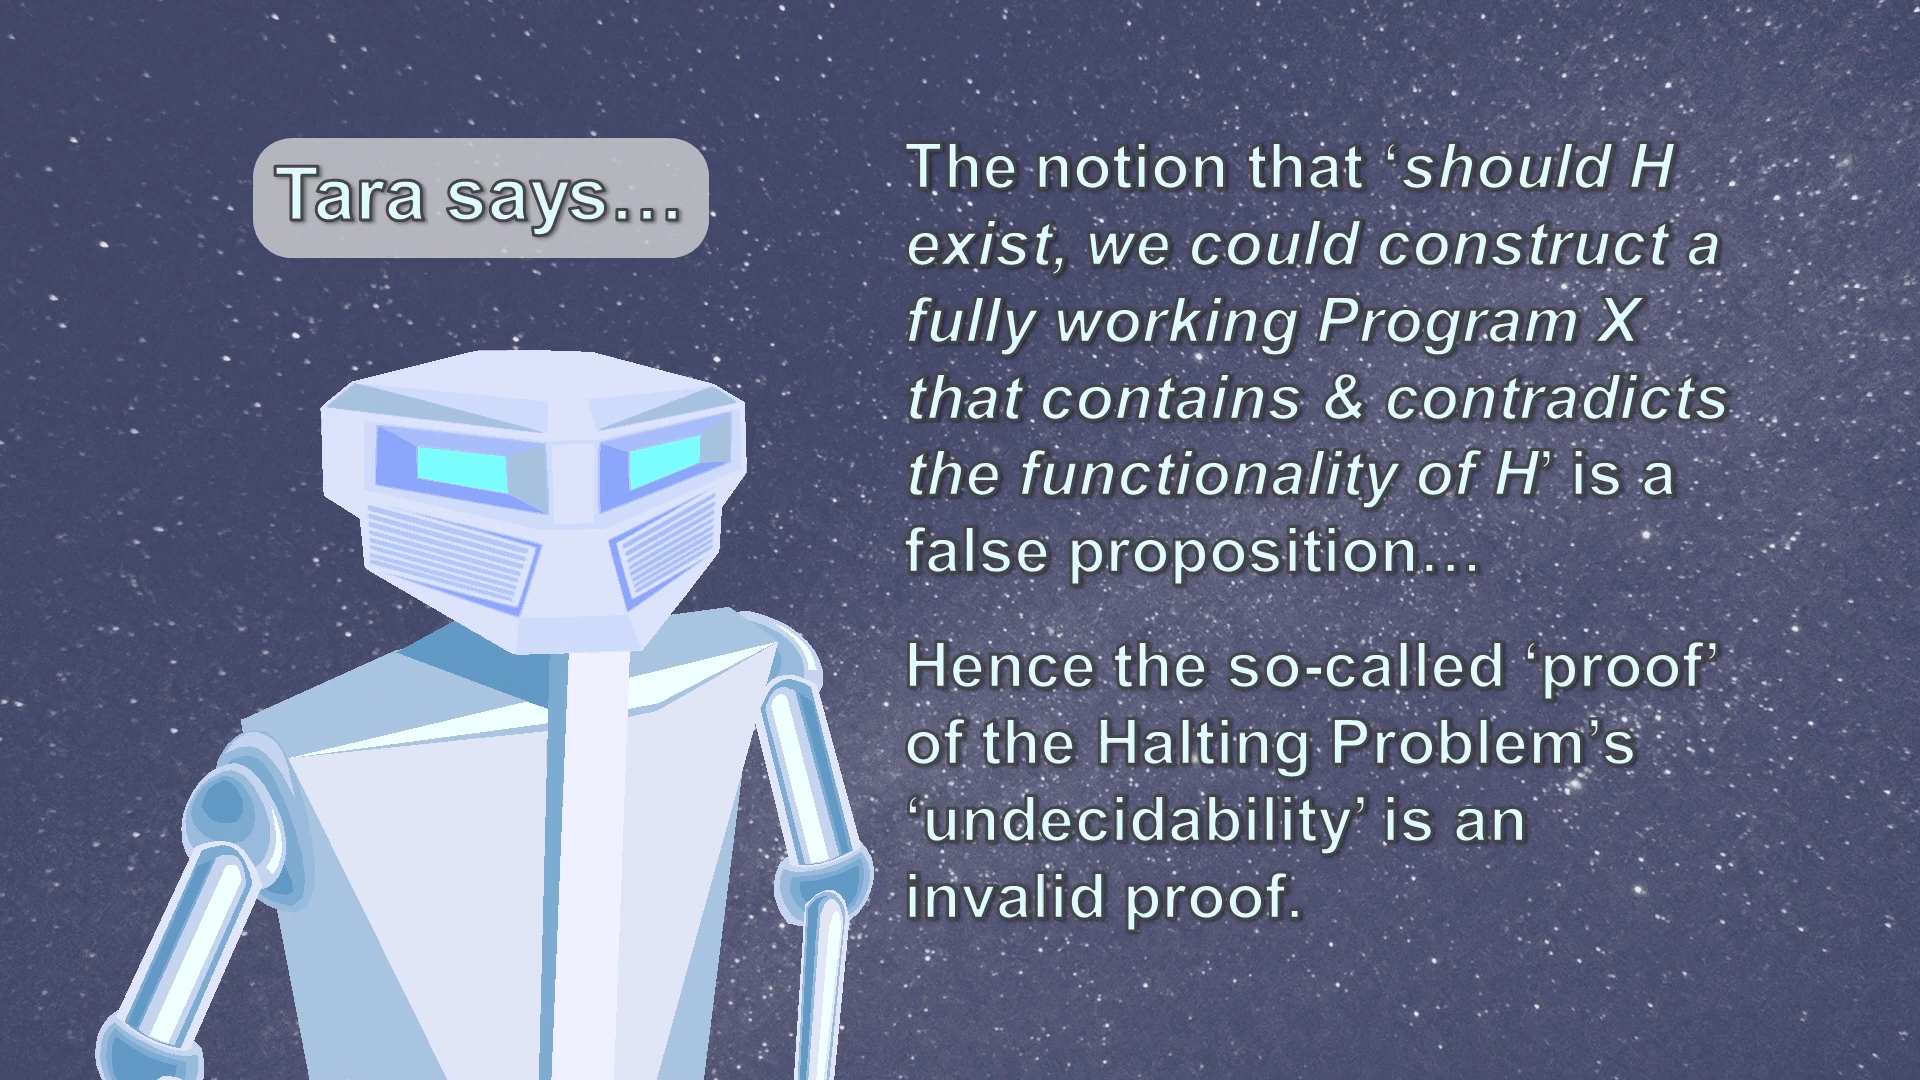 Tara says…
The notion that ‘should H
exist, we could construct a
fully working Program X
that contains & contradicts
the functionality of H’ is a
false proposition…
Hence the so-called ‘proof’
of the Halting Problem’s
‘undecidability’ is an
invalid proof.